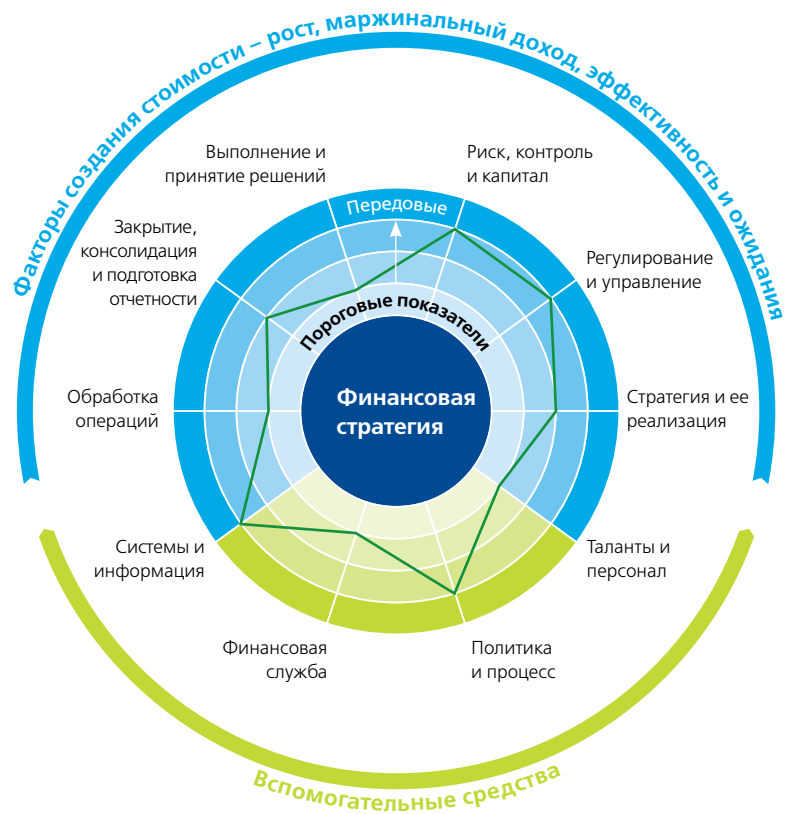 Факторы создания стоимости – рост, маржинальный доход, эффективность и ожидания
Выполнение и
принятие решений
Риск, контроль
и капитал
Передовые
Закрытие,
консолидация
и подготовка
отчетности
Регулирование
и управление
Пороговые показатели
Финансовая
стратегия
Обработка
операций
Стратегия и ее
реализация
Системы и
информация
Таланты и
персонал
Финансовая
служба
Политика
и процесс
Вспомогательные средства